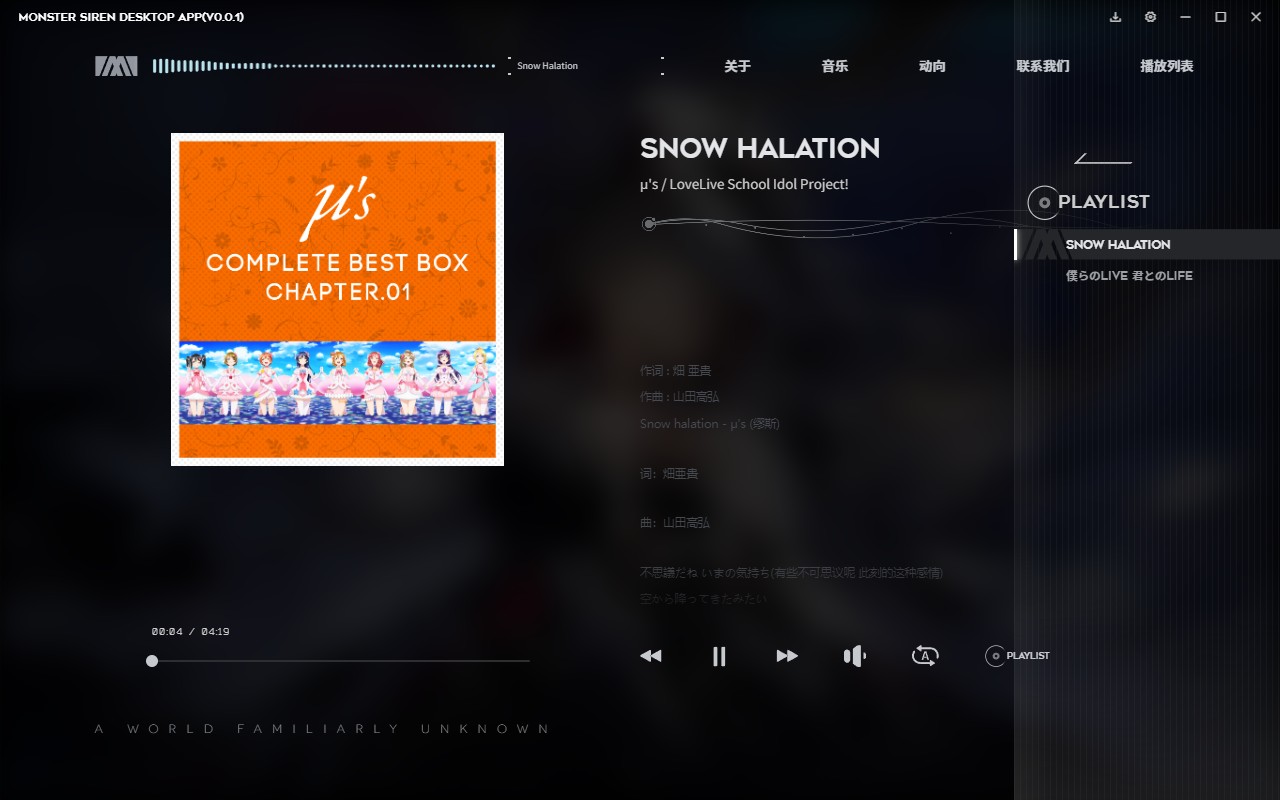 MONSTER SIREN DESKTOP APP(V0.0.1)
Snow Halation
关于
音乐
动向
联系我们
播放列表
μ's
COMPLETE BEST BOX
CHAPTER.01
SNOW HALATION
μ's / LoveLive School Idol Project!
PLAYLIST
SNOW HALATION
僕らのLIVE 君とのLIFE
作词 : 畑 亜貴
作曲 : 山田高弘
Snow halation - μ's (缪斯)
词：畑亜貴
曲：山田高弘
不思議だね いまの気持ち(有些不可思议呢 此刻的这种感情)
空から降ってきたみたい
00:04 / 04:19
A
PLAYLIST
A WORLD FAMILIARLY UNKNOWN